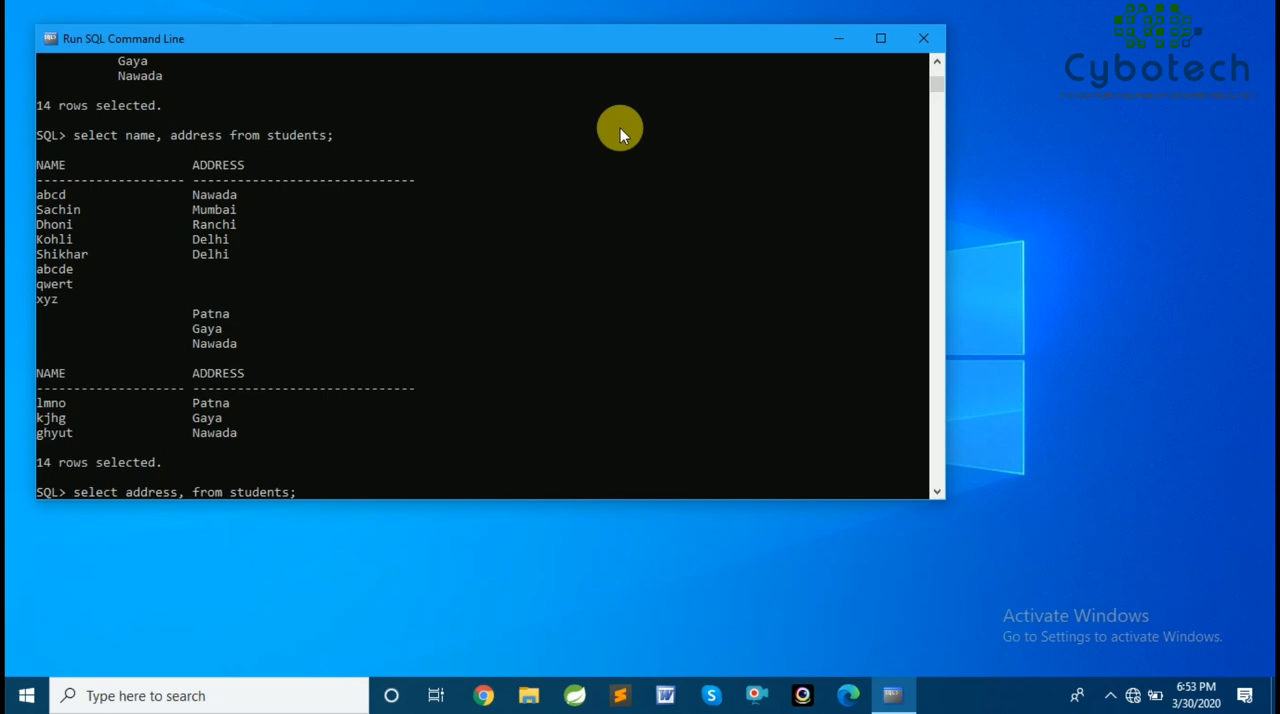 Run SQL Command Line
Cybotech
Gaya
Nawada
14 rows selected.
SQL> select name, address from students;
NAME ADDRESS
-------------------- ------------------------------
abcd Nawada
Sachin Mumbai
Dhoni Ranchi
Kohli Delhi
Shikhar Delhi
abcde
qwert
xyz
Patna
Gaya
Nawada
NAME ADDRESS
-------------------- ------------------------------
lmno Patna
kjhg Gaya
ghyut Nawada
14 rows selected.
SQL> select address, from students;
Activate Windows
Go to Settings to activate Windows.
Type here to search
6:53 PM
3/30/2020